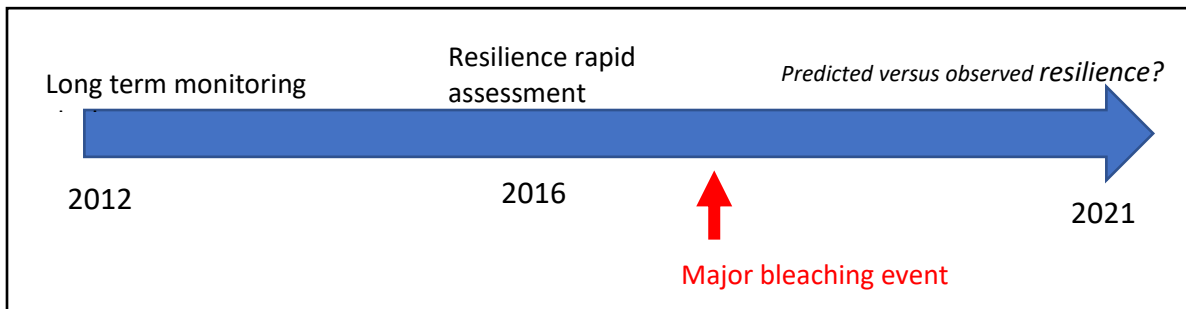 Long term monitoring
Resilience rapid
assessment
Predicted versus observed resilience?
2012
2016
2021
Major bleaching event